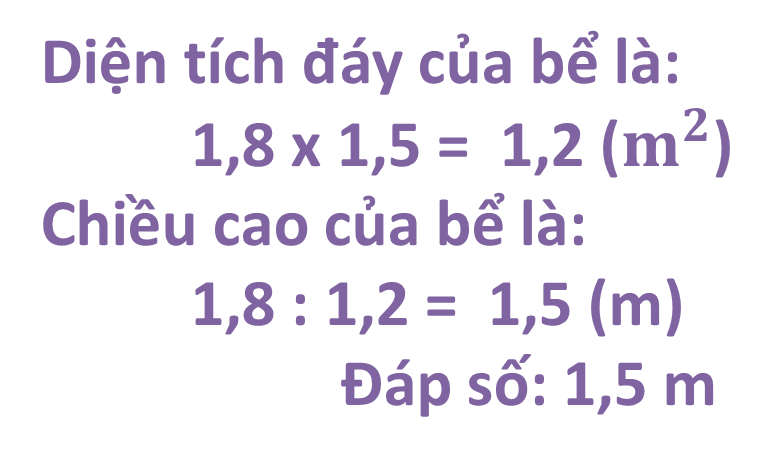 Diện tích đáy của bể là:
1,8 x 1,5 = 1,2 (m²)
Chiều cao của bể là:
1,8 : 1,2 = 1,5 (m)
Đáp số: 1,5 m